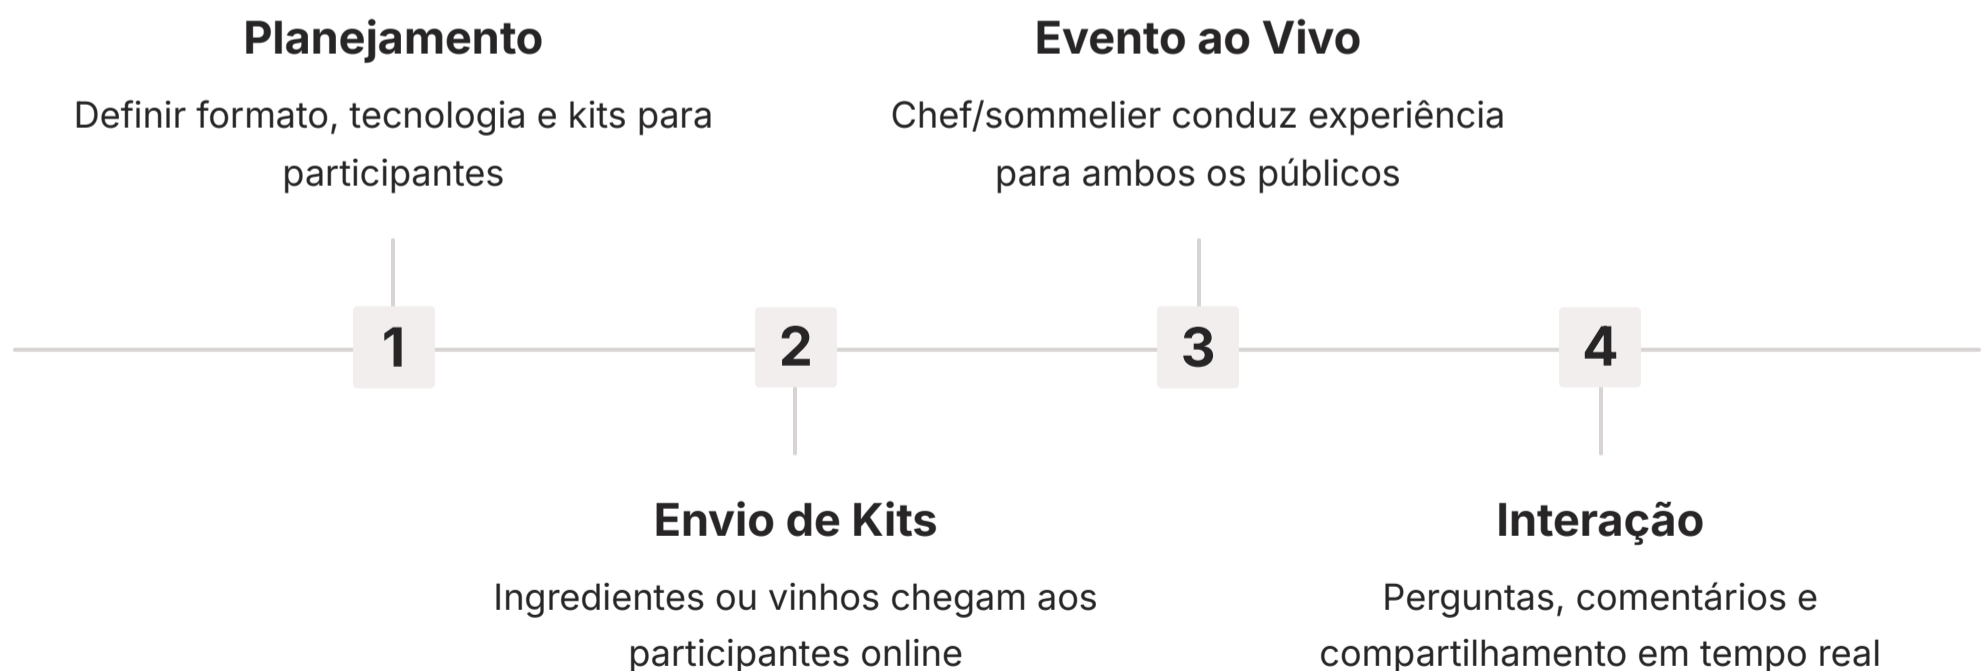 Planejamento
Definir formato, tecnologia e kits para
participantes
Evento ao Vivo
Chef/sommelier conduz experiência
para ambos os públicos
1
2
3
4
Envio de Kits
Ingredientes ou vinhos chegam aos
participantes online
Interação
Perguntas, comentários e
compartilhamento em tempo real